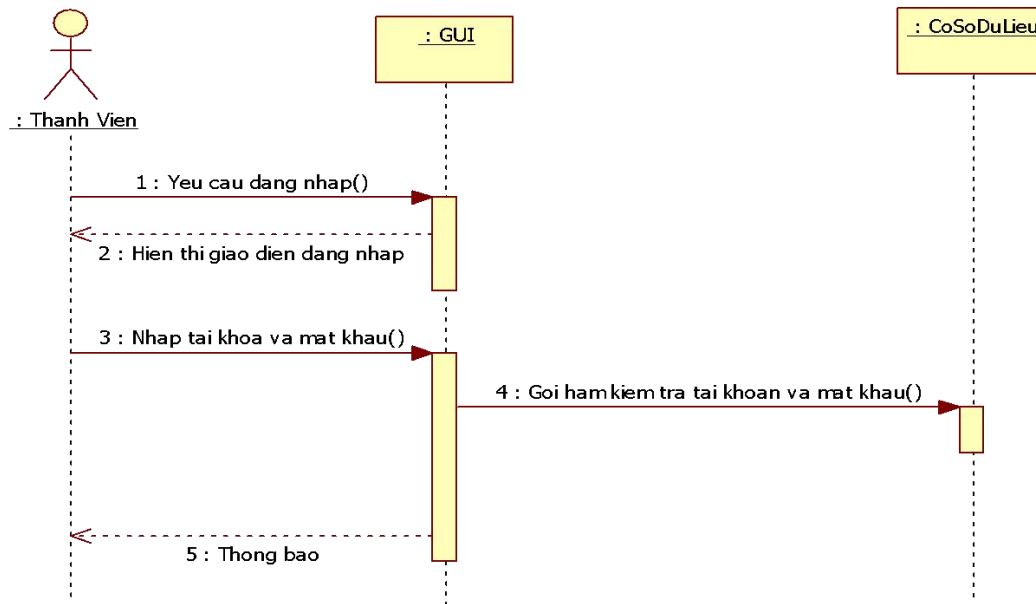 : GUI
: CoSoDuLieu
: Thanh Vien
1 : Yeu cau dang nhap()
2 : Hien thi giao dien dang nhap
3 : Nhap tai khoa va mat khau()
4 : Goi ham kiem tra tai khoan va mat khau()
5 : Thong bao